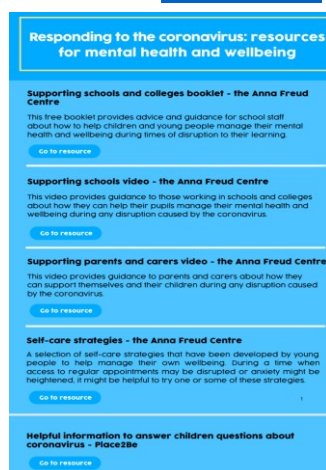 Responding to the coronavirus: resources
for mental health and wellbeing
Supporting schools and colleges booklet - the Anna Freud
Centre
This free booklet provides advice and guidance for school staff
about how to help children and young people manage their mental
health and wellbeing during times of disruption to their learning.
Go to resource
Supporting schools video - the Anna Freud Centre
This video provides guidance to those working in schools and colleges
about how they can help their pupils manage their mental health and
wellbeing during any disruption caused by the coronavirus.
Go to resource
Supporting parents and carers video - the Anna Freud Centre
This video provides guidance to parents and carers about how they
can support themselves and their children during any disruption caused
by the coronavirus.
Go to resource
Self-care strategies - the Anna Freud Centre
A selection of self-care strategies that have been developed by young
people to help manage their own wellbeing. During a time when
access to regular appointments may be disrupted or anxiety might be
heightened, it might be helpful to try one or some of these strategies.
Go to resource
1
Helpful information to answer children questions about
coronavirus - Place2Be
Go to resource